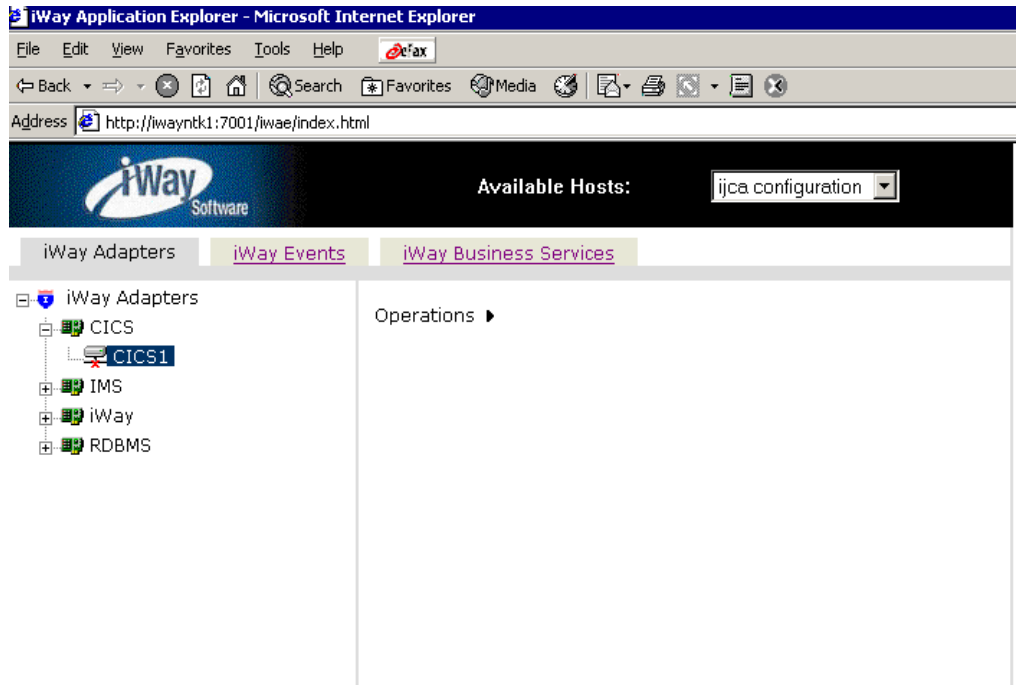 iWay Application Explorer - Microsoft Internet Explorer
File Edit View Favorites Tools Help efax
Back Search Favorites Media
Address http://iwayntk1:7001/iwae/index.html
iWay Software Available Hosts: ijca configuration
iWay Adapters iWay Events iWay Business Services
iWay Adapters
Operations
CICS
CICS1
IMS
iWay
RDBMS